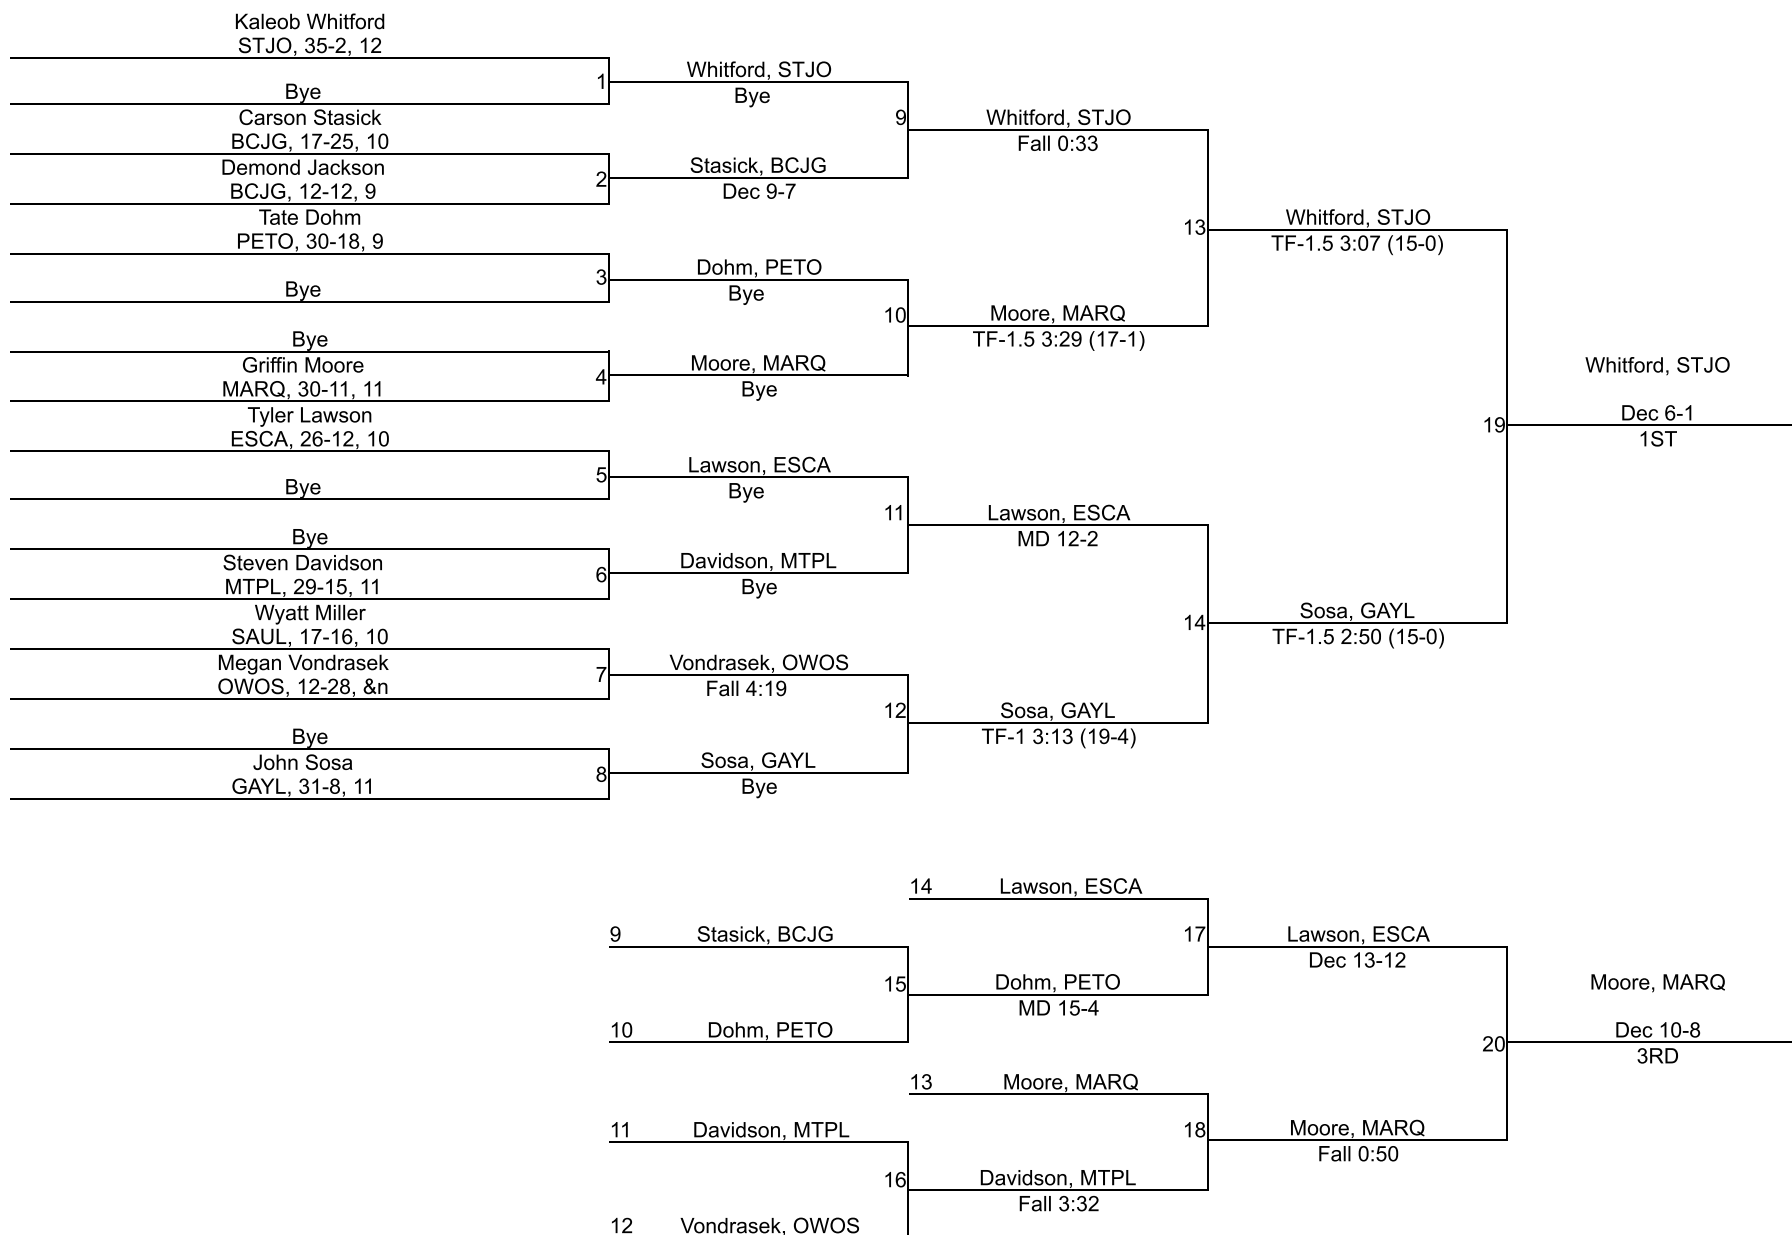 Kaleob Whitford
STJO, 35-2, 12
Bye
1
Carson Stasick
BCJG, 17-25, 10
Demond Jackson
BCJG, 12-12, 9
2
Tate Dohm
PETO, 30-18, 9
Bye
3
Bye
Griffin Moore
MARQ, 30-11, 11
4
Tyler Lawson
ESCA, 26-12, 10
Bye
5
Bye
Steven Davidson
MTPL, 29-15, 11
6
Wyatt Miller
SAUL, 17-16, 10
Megan Vondrasek
OWOS, 12-28, &n
7
Bye
John Sosa
GAYL, 31-8, 11
8
Whitford, STJO
Bye
9
Stasick, BCJG
Dec 9-7
Dohm, PETO
Bye
10
Moore, MARQ
Bye
Lawson, ESCA
Bye
11
Davidson, MTPL
Bye
Vondrasek, OWOS
Fall 4:19
12
Sosa, GAYL
Bye
Whitford, STJO
Fall 0:33
13
Moore, MARQ
TF-1.5 3:29 (17-1)
Lawson, ESCA
MD 12-2
14
Sosa, GAYL
TF-1 3:13 (19-4)
Whitford, STJO
TF-1.5 3:07 (15-0)
19
Sosa, GAYL
TF-1.5 2:50 (15-0)
Whitford, STJO
Dec 6-1
1ST
14 Lawson, ESCA
9 Stasick, BCJG
15
10 Dohm, PETO
17
Dohm, PETO
MD 15-4
13 Moore, MARQ
11 Davidson, MTPL
16
12 Vondrasek, OWOS
18
Davidson, MTPL
Fall 3:32
Lawson, ESCA
Dec 13-12
20
Moore, MARQ
Fall 0:50
Moore, MARQ
Dec 10-8
3RD